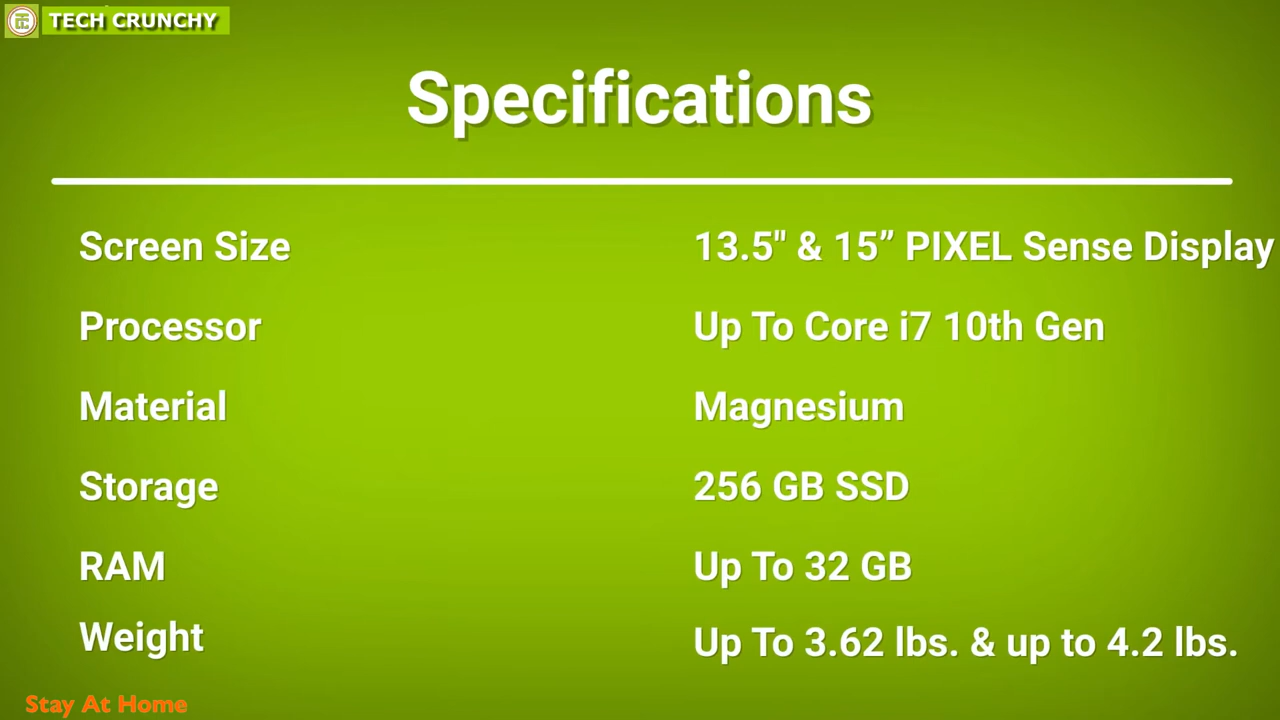 TECH CRUNCHY
Specifications
Screen Size 13.5" & 15” PIXEL Sense Display
Processor Up To Core i7 10th Gen
Material Magnesium
Storage 256 GB SSD
RAM Up To 32 GB
Weight Up To 3.62 lbs. & up to 4.2 lbs.
Stay At Home